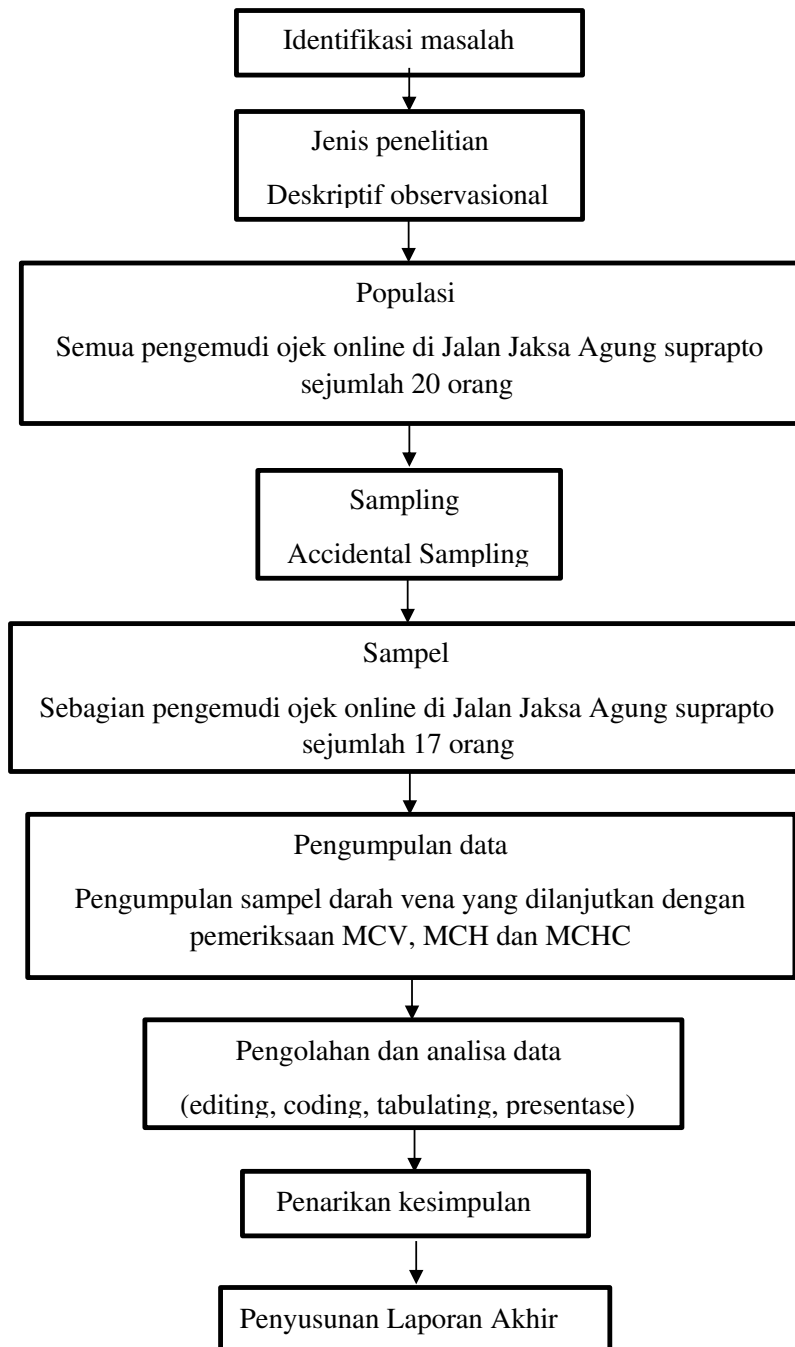 Identifikasi masalah
Jenis penelitian
Deskriptif observasional
Populasi
Semua pengemudi ojek online di Jalan Jaksa Agung suprapto
sejumlah 20 orang
Sampling
Accidental Sampling
Sampel
Sebagian pengemudi ojek online di Jalan Jaksa Agung suprapto
sejumlah 17 orang
Pengumpulan data
Pengumpulan sampel darah vena yang dilanjutkan dengan
pemeriksaan MCV, MCH dan MCHC
Pengolahan dan analisa data
(editing, coding, tabulating, presentase)
Penarikan kesimpulan
Penyusunan Laporan Akhir